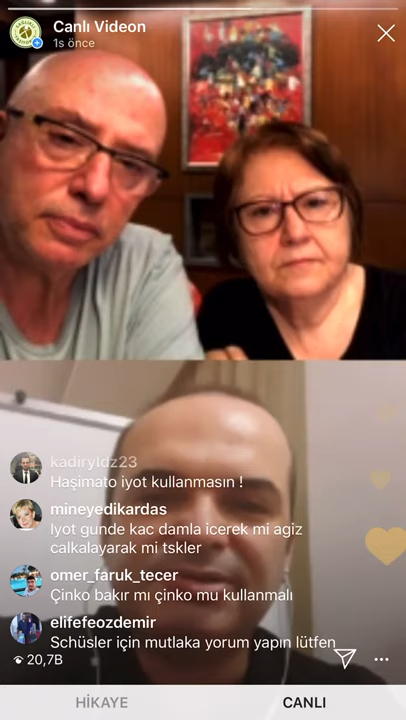 Canlı Videon
1s önce
kadiryldz23
Haşimato iyot kullanmasın !
mineyedikardas
Iyot gunde kac damla icerek mi agiz
calkalayarak mi tskler
omer_faruk_tecer
Çinko bakır mı çinko mu kullanmalı
elifefeozdemir
Schüsler için mutlaka yorum yapın lütfen
20,7B
HİKAYE
CANLI